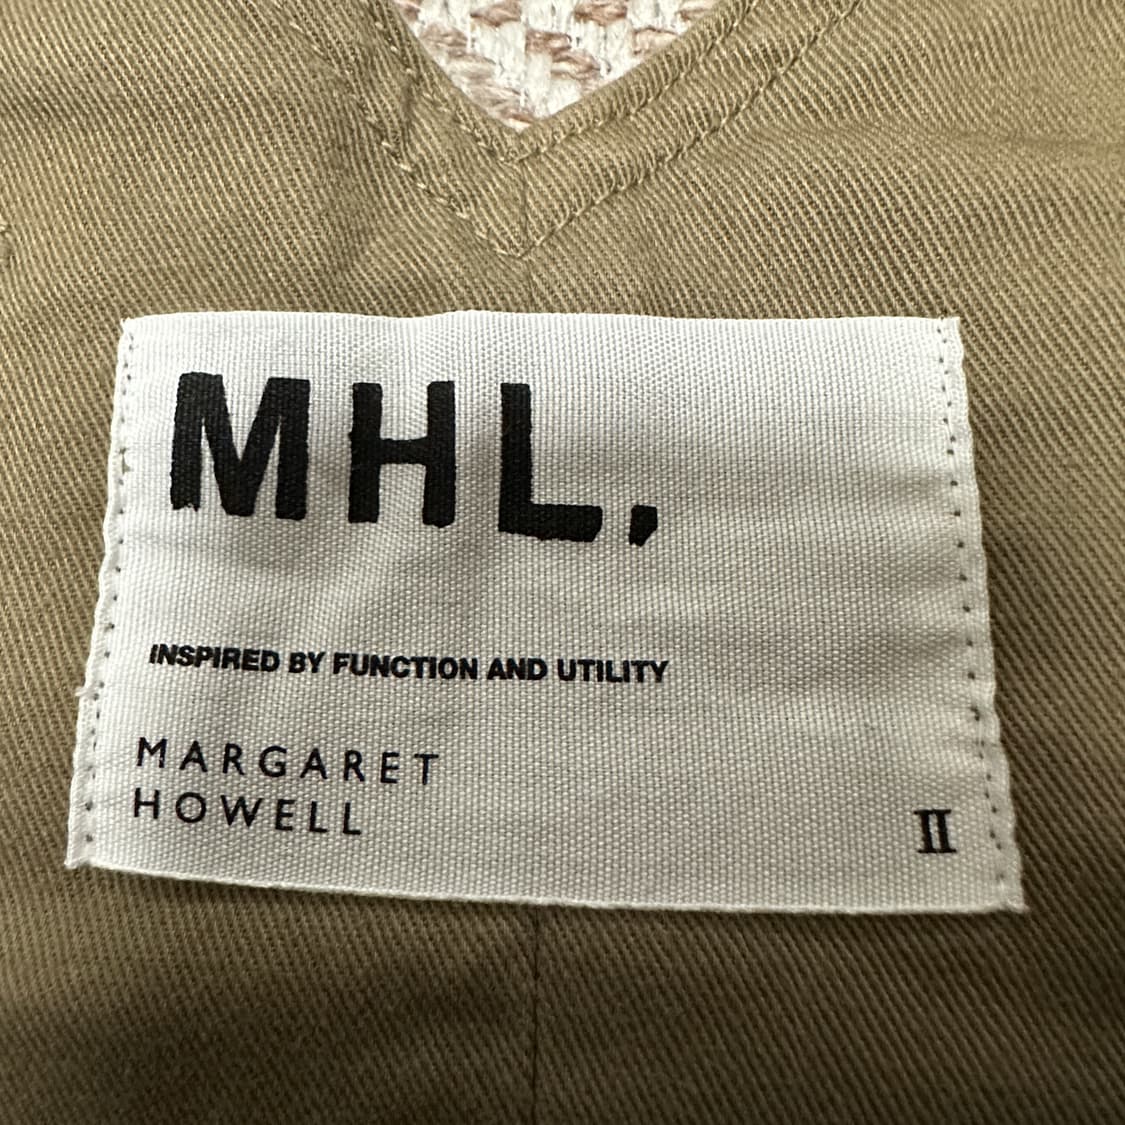 MHL,
INSPIRED BY FUNCTION AND UTILITY
MARGARET
HOWELL
II